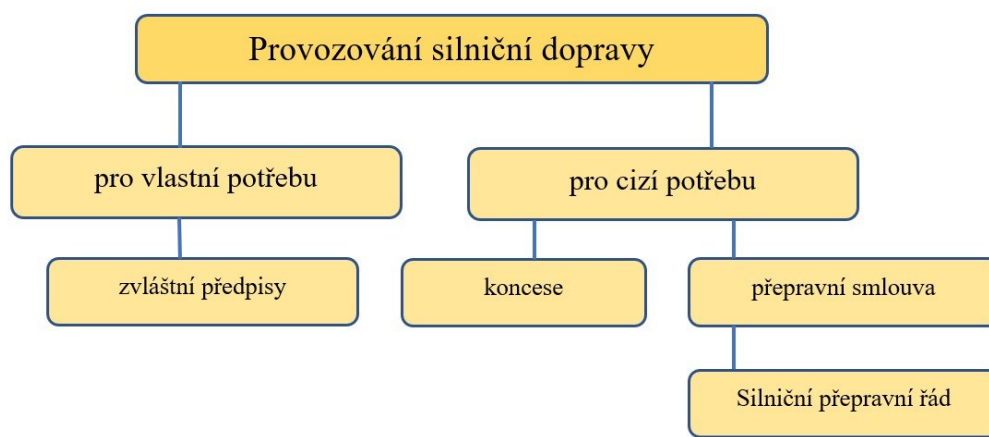 Provozování silniční dopravy
pro vlastní potřebu
pro cizí potřebu
zvláštní předpisy
koncese
přepravní smlouva
Silniční přepravní řád